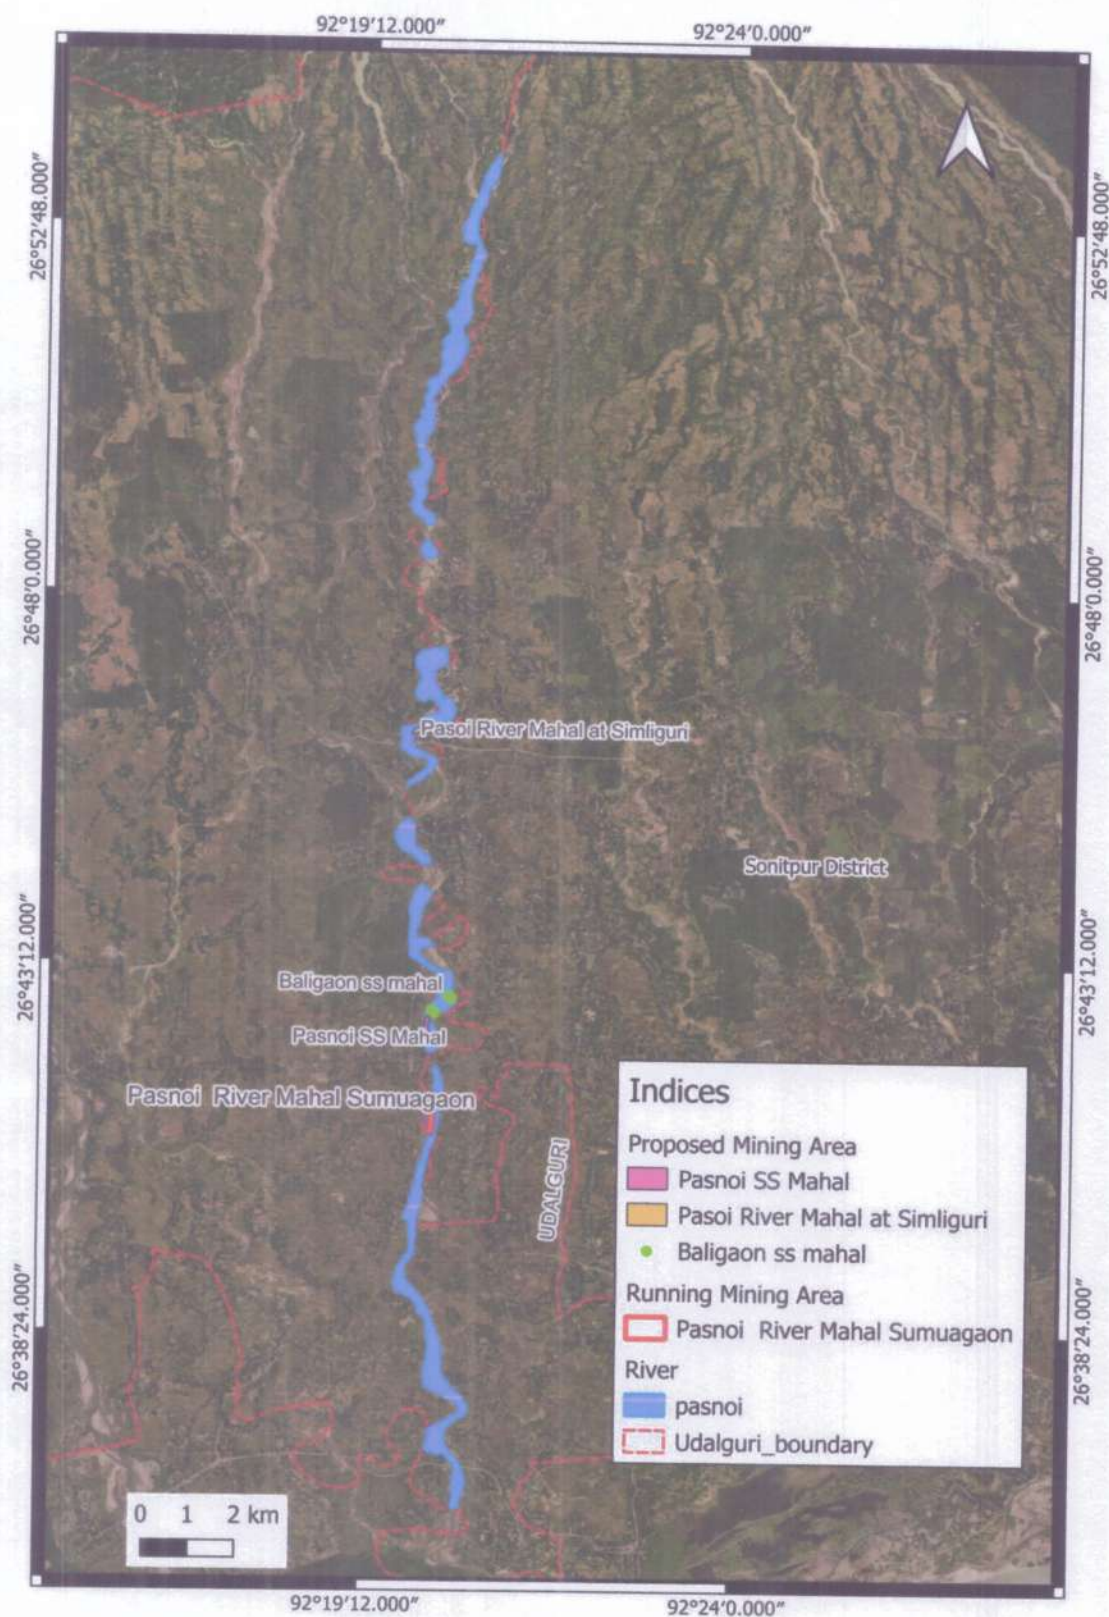 92°19'12.000"
92°24'0.000"
26°52'48.000"
26°52'48.000"
26°48'0.000"
26°48'0.000"
Pasoi River Mahal at Simliguri
Sonitpur District
26°43'12.000"
26°43'12.000"
Baligaon ss mahal
Pasnoi SS Mahal
Pasnoi River Mahal Sumuagaon
UDALGURI
Indices
Proposed Mining Area
Pasnoi SS Mahal
Pasoi River Mahal at Simliguri
Baligaon ss mahal
Running Mining Area
Pasnoi River Mahal Sumuagaon
River
pasnoi
Udalguri_boundary
26°38'24.000"
26°38'24.000"
0 1 2 km
92°19'12.000"
92°24'0.000"